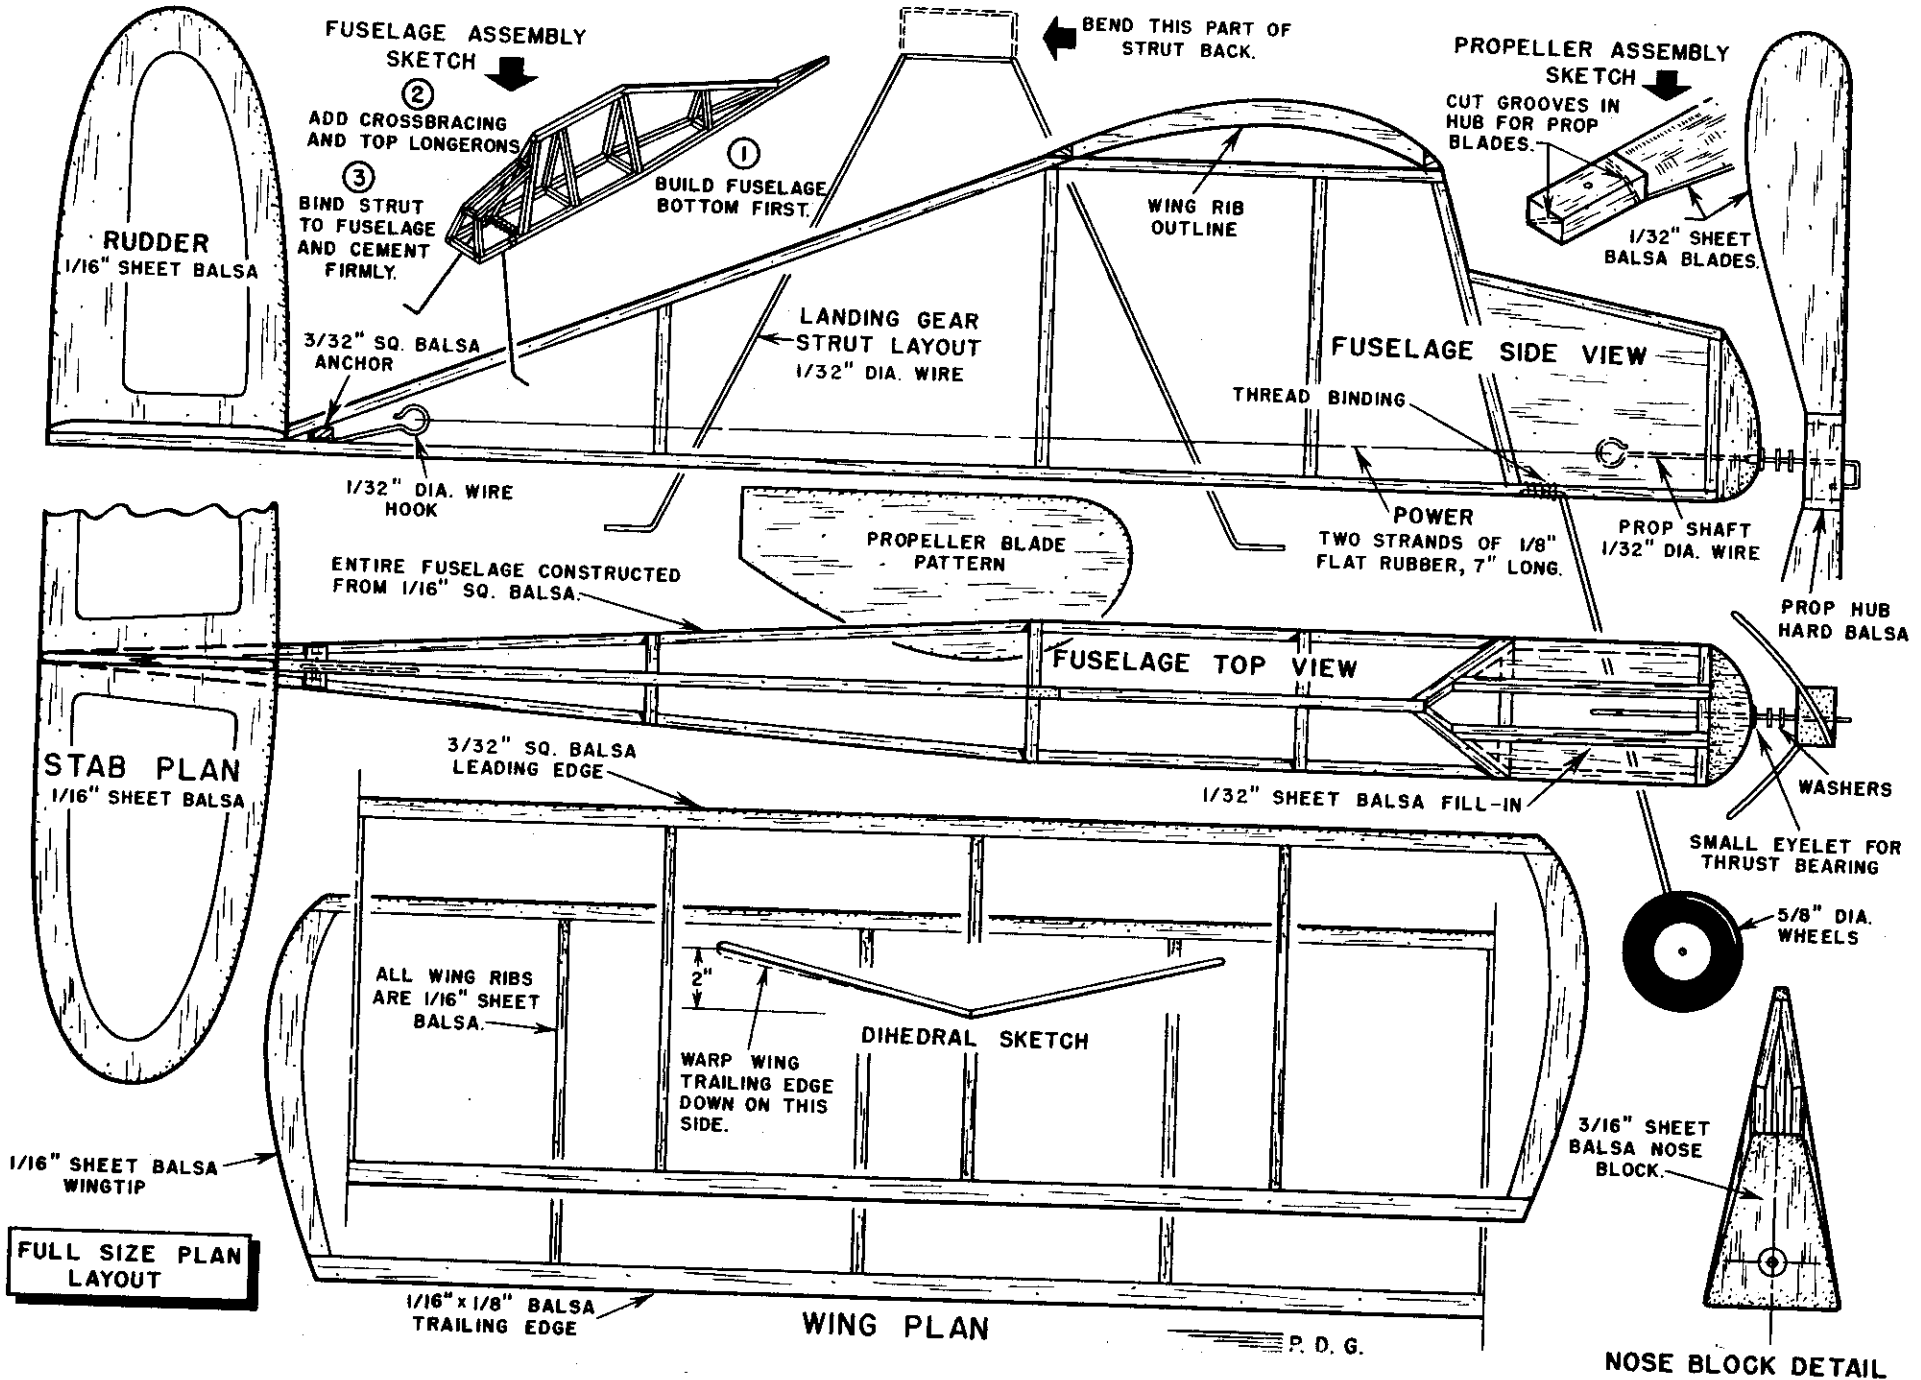 FUSELAGE ASSEMBLY
SKETCH
2
ADD CROSSBRACING
AND TOP LONGERONS
3
BIND STRUT
TO FUSELAGE
AND CEMENT
FIRMLY.
1
BUILD FUSELAGE
BOTTOM FIRST.
BEND THIS PART OF
STRUT BACK.
PROPELLER ASSEMBLY
SKETCH
CUT GROOVES IN
HUB FOR PROP
BLADES.
1/32" SHEET
BALSA BLADES.
WING RIB
OUTLINE
RUDDER
1/16" SHEET BALSA
3/32" SQ. BALSA
ANCHOR
LANDING GEAR
STRUT LAYOUT
1/32" DIA. WIRE
FUSELAGE SIDE VIEW
THREAD BINDING
1/32" DIA. WIRE
HOOK
POWER
TWO STRANDS OF 1/8"
FLAT RUBBER, 7" LONG.
PROP SHAFT
1/32" DIA. WIRE
PROPELLER BLADE
PATTERN
ENTIRE FUSELAGE CONSTRUCTED
FROM 1/16" SQ. BALSA.
PROP HUB
HARD BALSA
FUSELAGE TOP VIEW
STAB PLAN
1/16" SHEET BALSA
3/32" SQ. BALSA
LEADING EDGE
1/32" SHEET BALSA FILL-IN
WASHERS
SMALL EYELET FOR
THRUST BEARING
5/8" DIA.
WHEELS
ALL WING RIBS
ARE 1/16" SHEET
BALSA.
2"
DIHEDRAL SKETCH
WARP WING
TRAILING EDGE
DOWN ON THIS
SIDE.
3/16" SHEET
BALSA NOSE
BLOCK.
1/16" SHEET BALSA
WINGTIP
FULL SIZE PLAN
LAYOUT
1/16" x 1/8" BALSA
TRAILING EDGE
WING PLAN
P. D. G.
NOSE BLOCK DETAIL